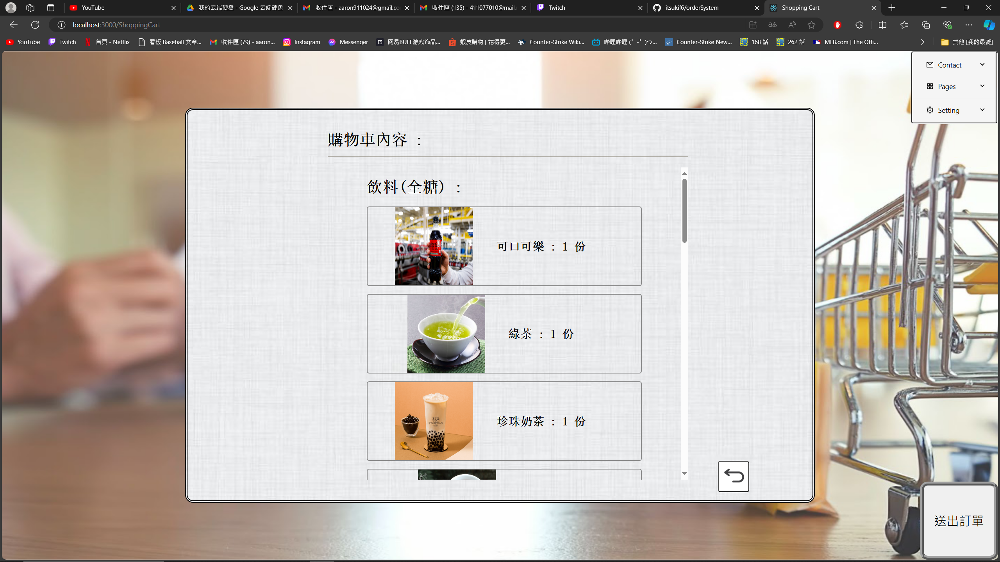 YouTube
我的云端硬盘 - Google 云端硬盘
收件匣 - aaron911024@gmail.co
收件匣 (135) - 411077010@mail.
Twitch
itsukif6/orderSystem
Shopping Cart
localhost:3000/ShoppingCart
YouTube
Twitch
首頁 - Netflix
看板 Baseball 文章...
收件匣 (79) - aaron...
Instagram
Messenger
网易BUFF游戏饰品...
蝦皮購物 | 花得更...
Counter-Strike Wiki...
哔哩哔哩 (゜-゜)つ...
Counter-Strike New...
168 話
262 話
MLB.com | The Offi...
其他 [我的最愛]
Contact
Pages
Setting
購物車內容 :
飲料(全糖) :
可口可樂 : 1 份
綠茶 : 1 份
TRUEDAN
珍珠奶茶 : 1 份
送出訂單